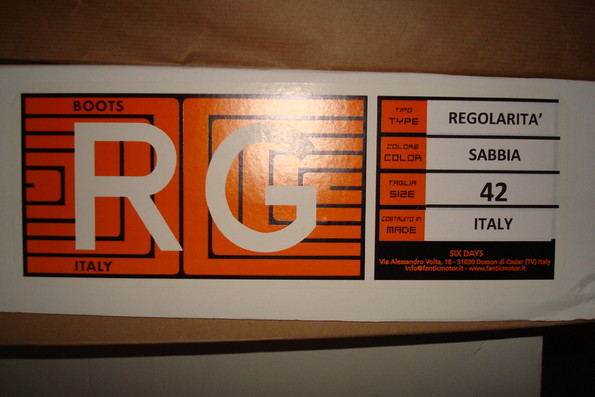 BOOTS
RG
ITALY
TIPO
TYPE
REGOLARITA'
COLORE
COLOR
SABBIA
TAGLIA
SIZE
42
COSTRUITO IN
MADE
ITALY
SIX DAYS
Via Alessandro Volta, 18 - 31030 Dosson di Casier (TV) Italy
info@fanticmotor.it - www.fanticmotor.it